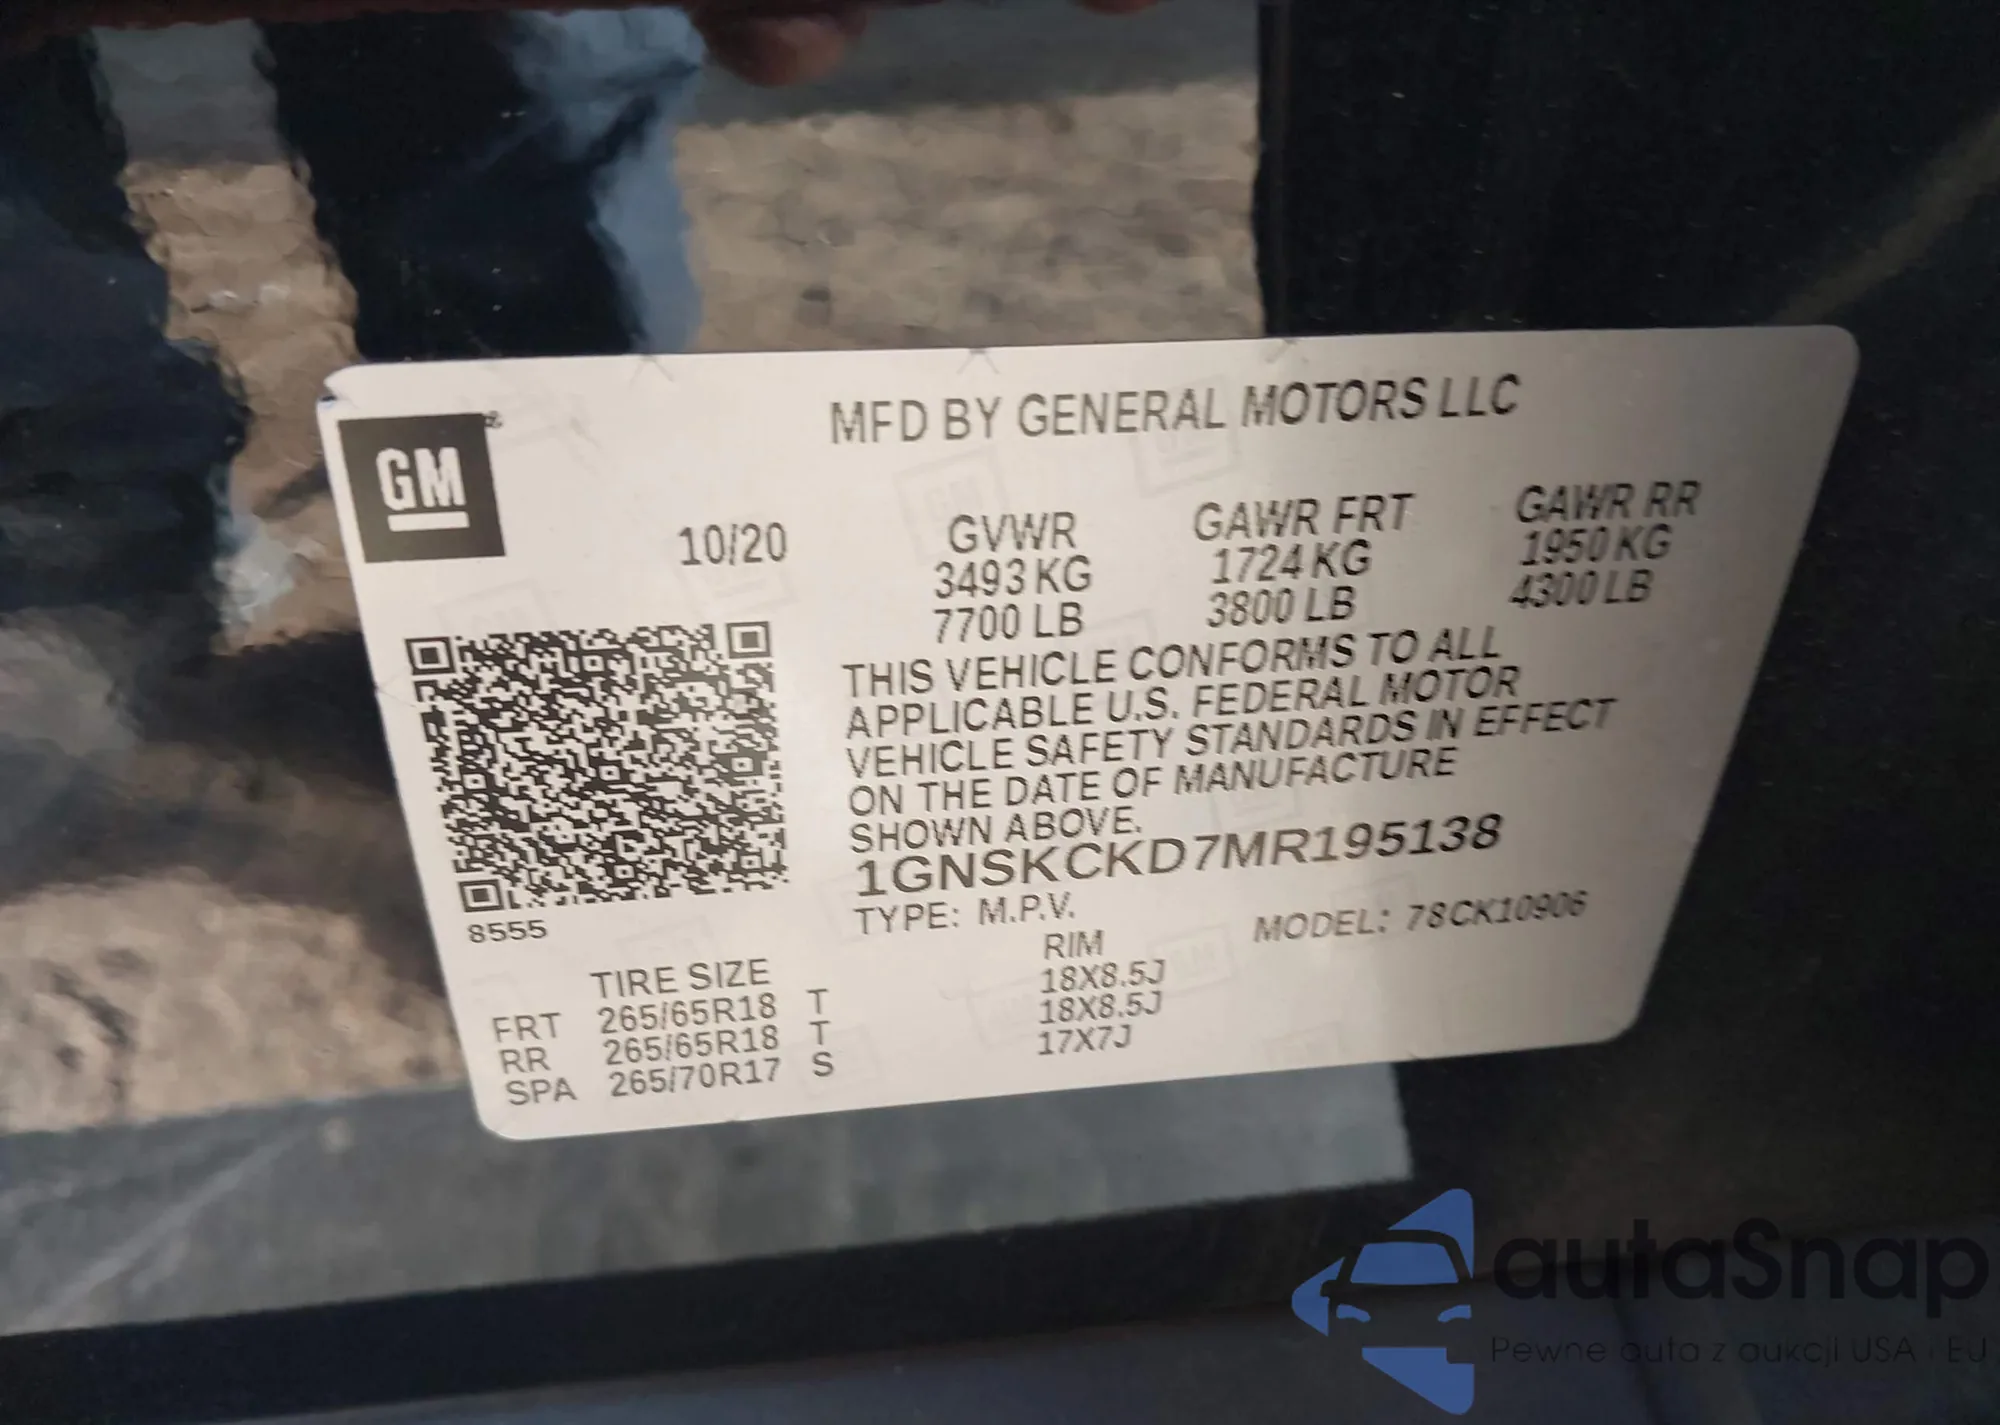 MFD BY GENERAL MOTORS LLC
GM
10/20
GVWR GAWR FRT GAWR RR
3493 KG 1724 KG 1950 KG
7700 LB 3800 LB 4300 LB
THIS VEHICLE CONFORMS TO ALL
APPLICABLE U.S. FEDERAL MOTOR
VEHICLE SAFETY STANDARDS IN EFFECT
ON THE DATE OF MANUFACTURE
SHOWN ABOVE.
1GNSKCKD7MR195138
8555
TYPE: M.P.V. MODEL: 78CK10906
TIRE SIZE RIM
FRT 265/65R18 T 18X8.5J
RR 265/65R18 T 18X8.5J
SPA 265/70R17 S 17X7J
autaSnap
Pewne auta z aukcji USA i EU